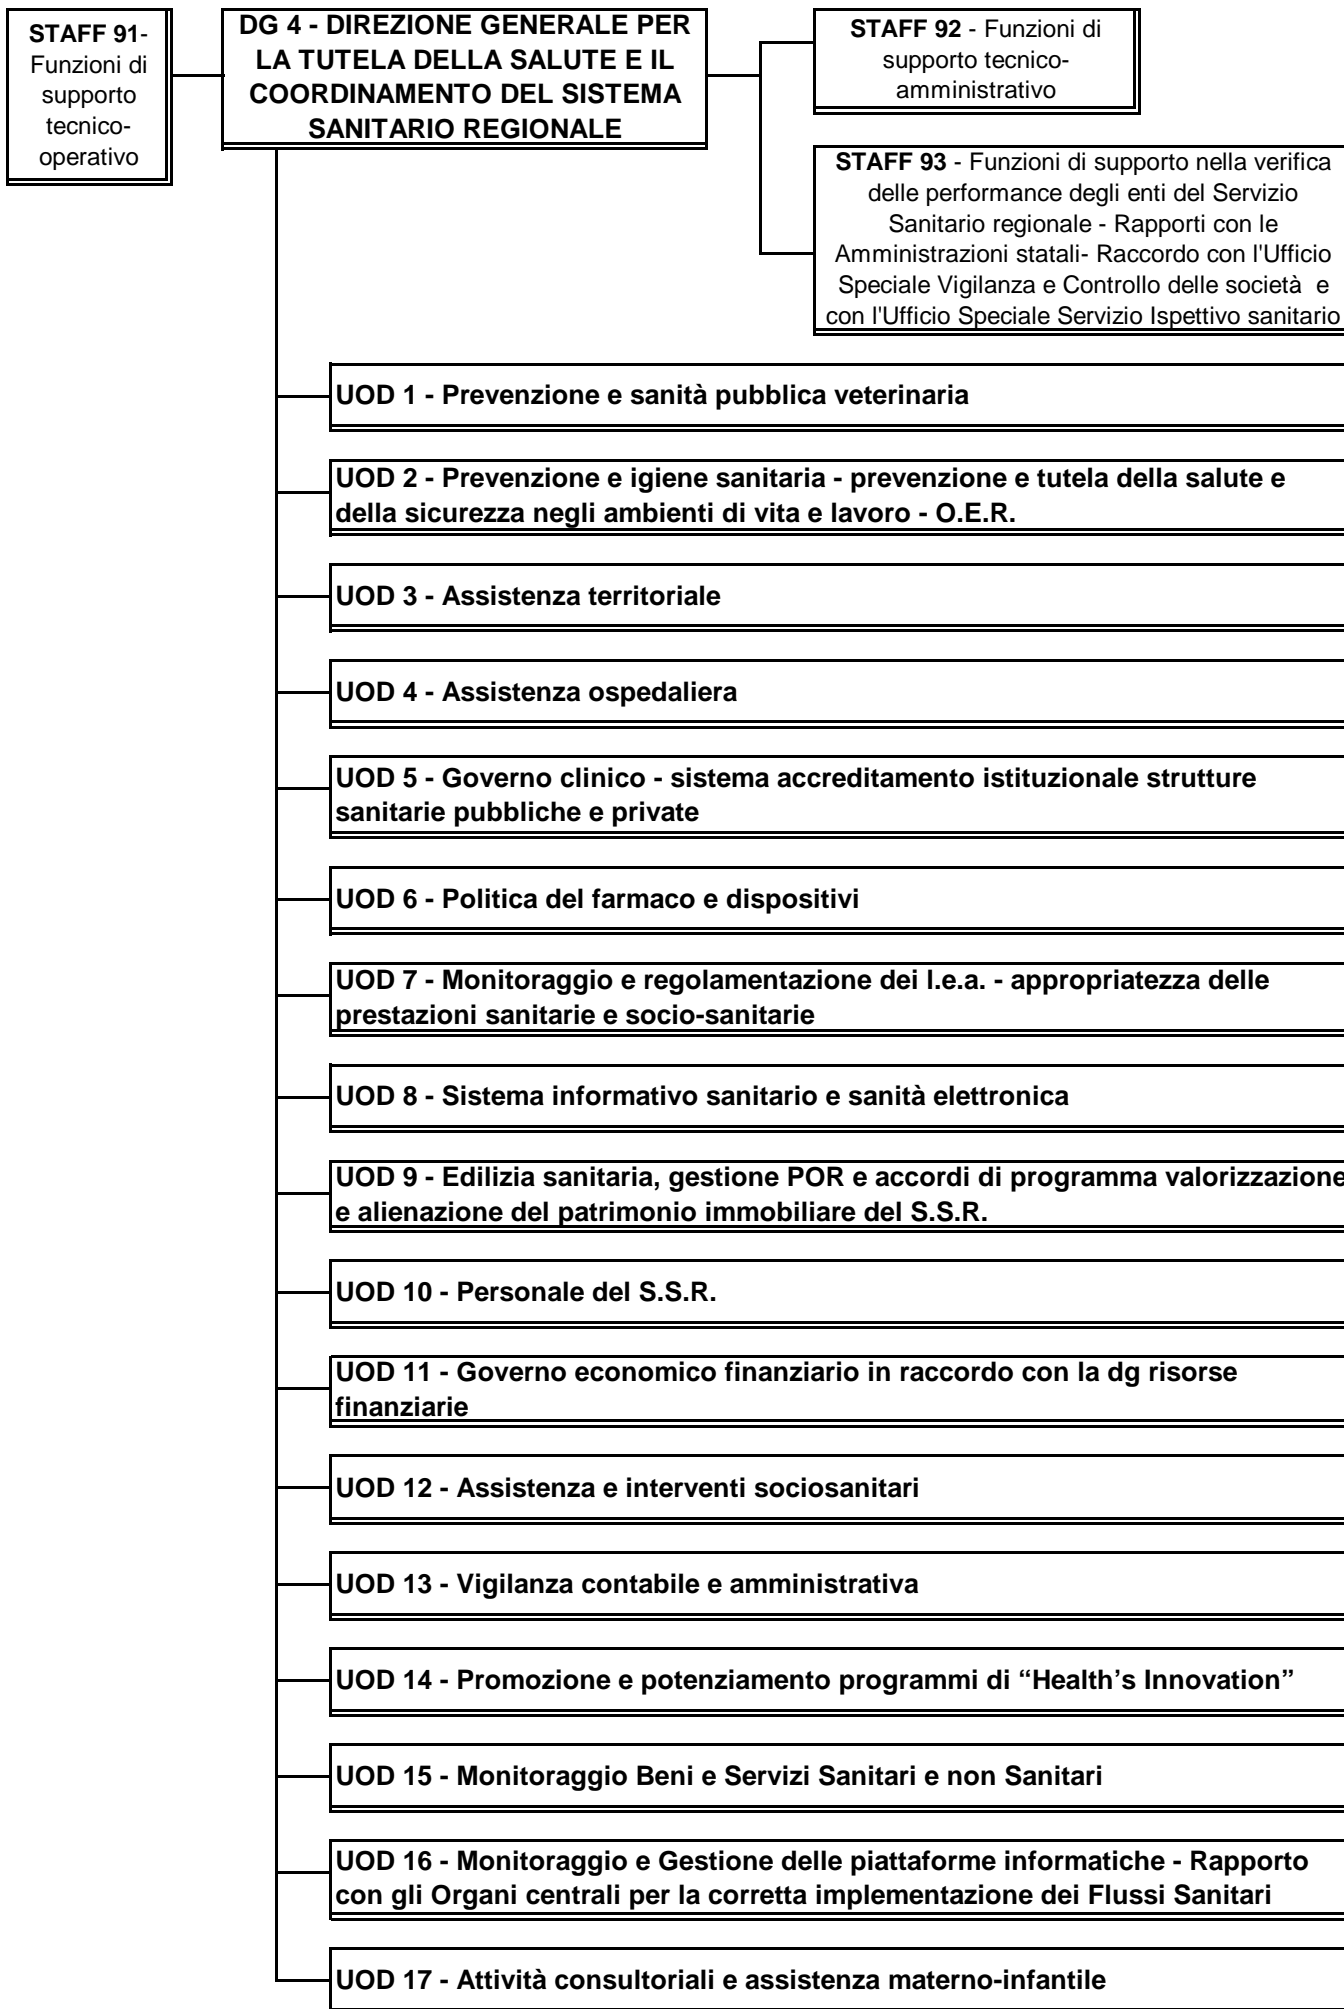 STAFF 91-
Funzioni di
supporto
tecnico-
operativo
DG 4 - DIREZIONE GENERALE PER
LA TUTELA DELLA SALUTE E IL
COORDINAMENTO DEL SISTEMA
SANITARIO REGIONALE
STAFF 92 - Funzioni di
supporto tecnico-
amministrativo
STAFF 93 - Funzioni di supporto nella verifica
delle performance degli enti del Servizio
Sanitario regionale - Rapporti con le
Amministrazioni statali- Raccordo con l'Ufficio
Speciale Vigilanza e Controllo delle società e
con l'Ufficio Speciale Servizio Ispettivo sanitario
UOD 1 - Prevenzione e sanità pubblica veterinaria
UOD 2 - Prevenzione e igiene sanitaria - prevenzione e tutela della salute e
della sicurezza negli ambienti di vita e lavoro - O.E.R.
UOD 3 - Assistenza territoriale
UOD 4 - Assistenza ospedaliera
UOD 5 - Governo clinico - sistema accreditamento istituzionale strutture
sanitarie pubbliche e private
UOD 6 - Politica del farmaco e dispositivi
UOD 7 - Monitoraggio e regolamentazione dei l.e.a. - appropriatezza delle
prestazioni sanitarie e socio-sanitarie
UOD 8 - Sistema informativo sanitario e sanità elettronica
UOD 9 - Edilizia sanitaria, gestione POR e accordi di programma valorizzazione
e alienazione del patrimonio immobiliare del S.S.R.
UOD 10 - Personale del S.S.R.
UOD 11 - Governo economico finanziario in raccordo con la dg risorse
finanziarie
UOD 12 - Assistenza e interventi sociosanitari
UOD 13 - Vigilanza contabile e amministrativa
UOD 14 - Promozione e potenziamento programmi di “Health’s Innovation”
UOD 15 - Monitoraggio Beni e Servizi Sanitari e non Sanitari
UOD 16 - Monitoraggio e Gestione delle piattaforme informatiche - Rapporto
con gli Organi centrali per la corretta implementazione dei Flussi Sanitari
UOD 17 - Attività consultoriali e assistenza materno-infantile